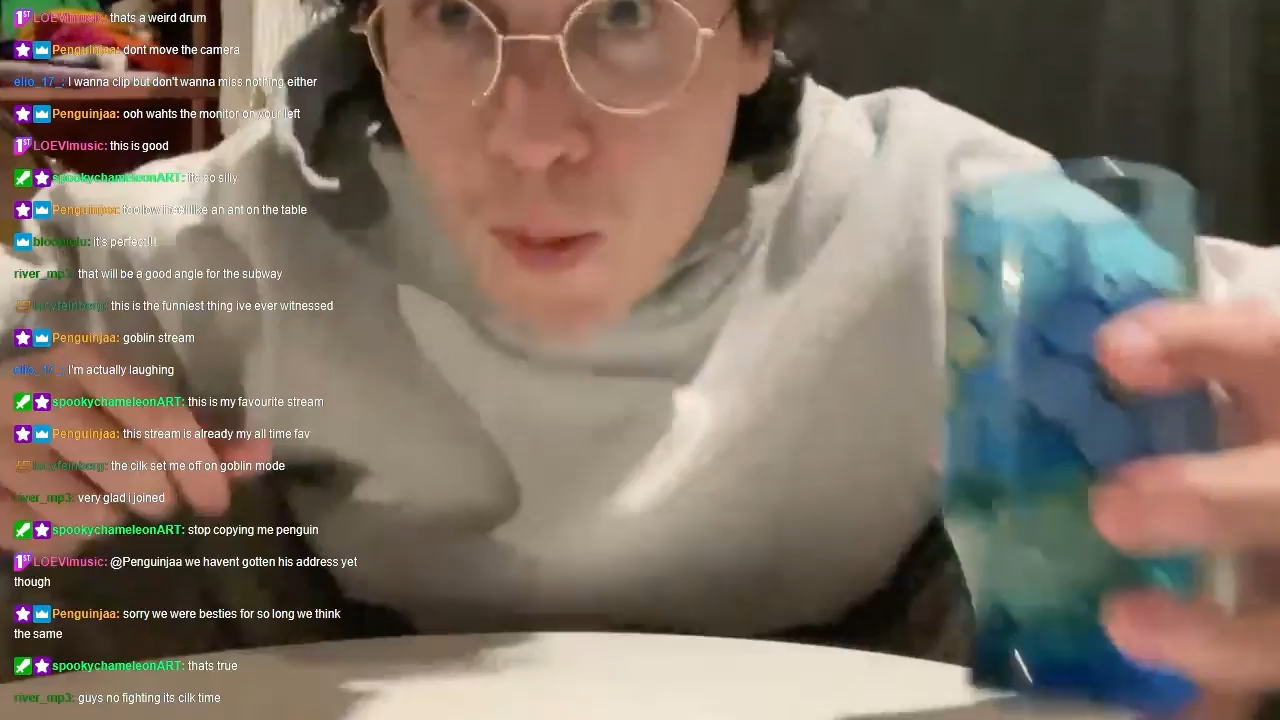 LOEVImusic: thats a weird drum
Penguinjaa: dont move the camera
ello_17_: I wanna clip but don't wanna miss nothing either
Penguinjaa: ooh wahts the monitor on your left
LOEVImusic: this is good
spookychameleonART: its so silly
Penguinjaa: like an ant on the table
it's perfect!!!
river_mp3: that will be a good angle for the subway
lucyfeinberg: this is the funniest thing ive ever witnessed
Penguinjaa: goblin stream
ello_17_: I'm actually laughing
spookychameleonART: this is my favourite stream
Penguinjaa: this stream is already my all time fav
lucyfeinberg: the cilk set me off on goblin mode
river_mp3: very glad i joined
spookychameleonART: stop copying me penguin
LOEVImusic: @Penguinjaa we havent gotten his address yet
though
Penguinjaa: sorry we were besties for so long we think
the same
spookychameleonART: thats true
river_mp3: guys no fighting its cilk time